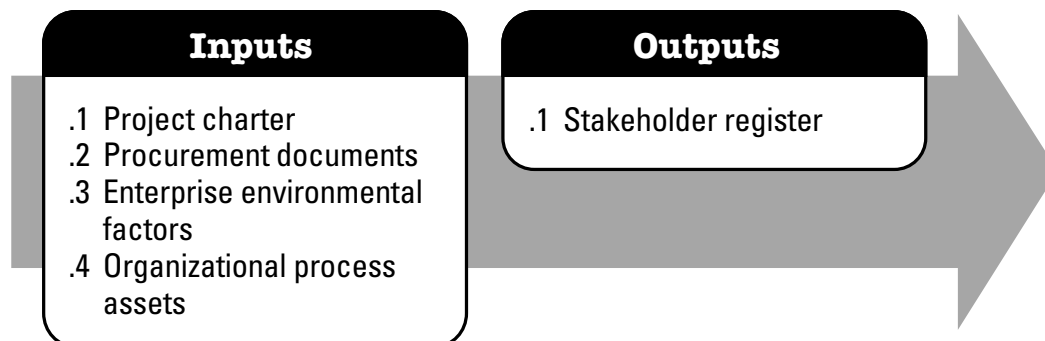 Inputs
.1 Project charter
.2 Procurement documents
.3 Enterprise environmental
factors
.4 Organizational process
assets
Outputs
.1 Stakeholder register